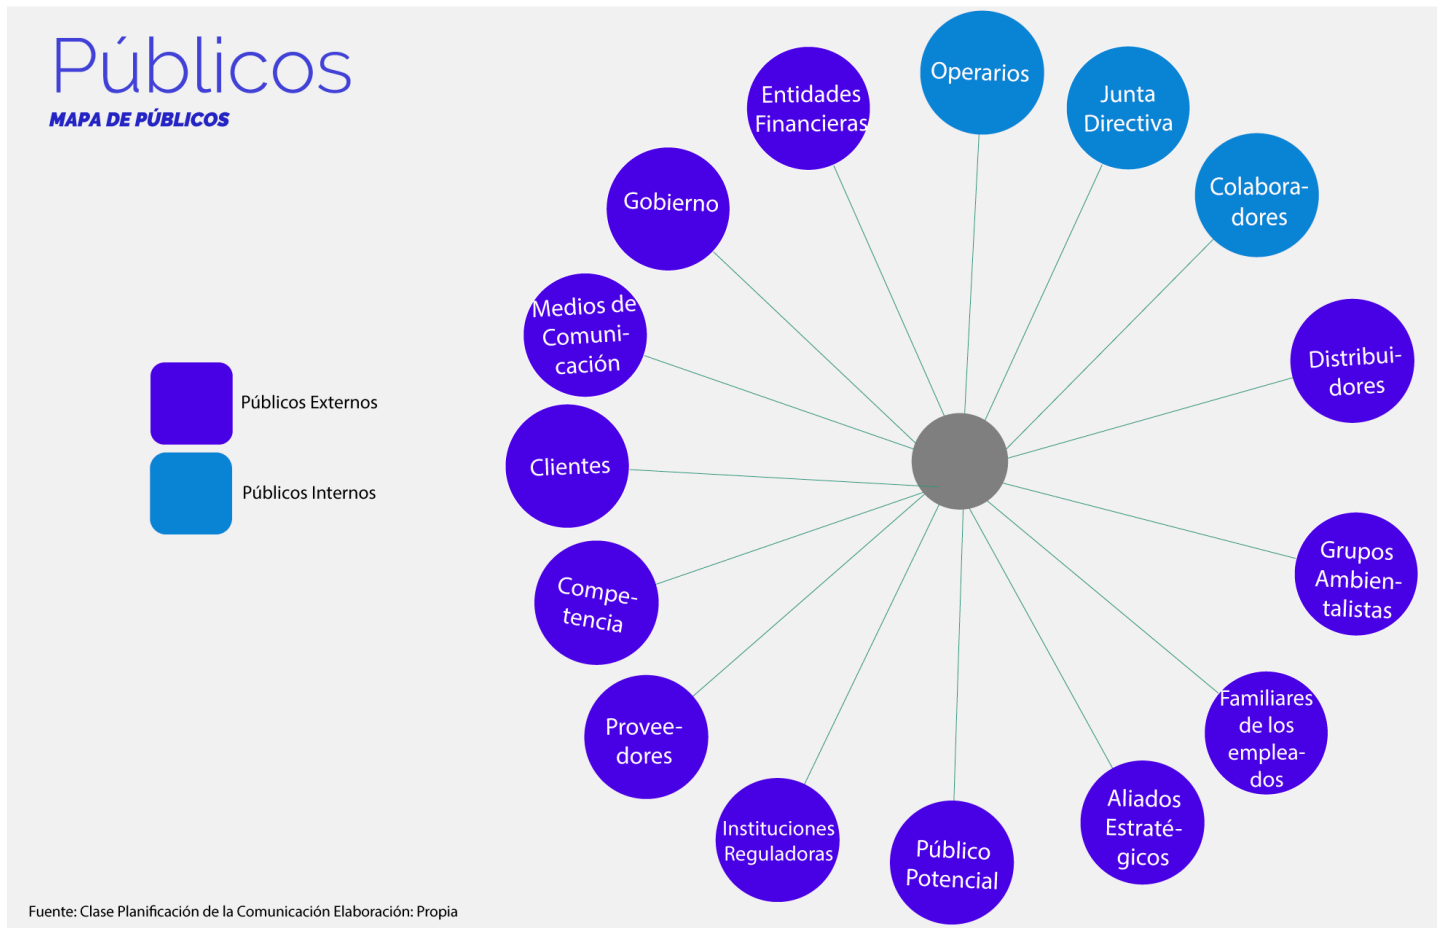 Públicos
MAPA DE PÚBLICOS
Públicos Externos
Públicos Internos
Operarios
Junta
Directiva
Colabora-
dores
Distribui-
dores
Grupos
Ambien-
talistas
Familiares
de los
emplea-
dos
Aliados
Estraté-
gicos
Público
Potencial
Instituciones
Reguladoras
Provee-
dores
Compe-
tencia
Clientes
Medios de
Comuni-
cación
Gobierno
Entidades
Financieras
Fuente: Clase Planificación de la Comunicación Elaboración: Propia